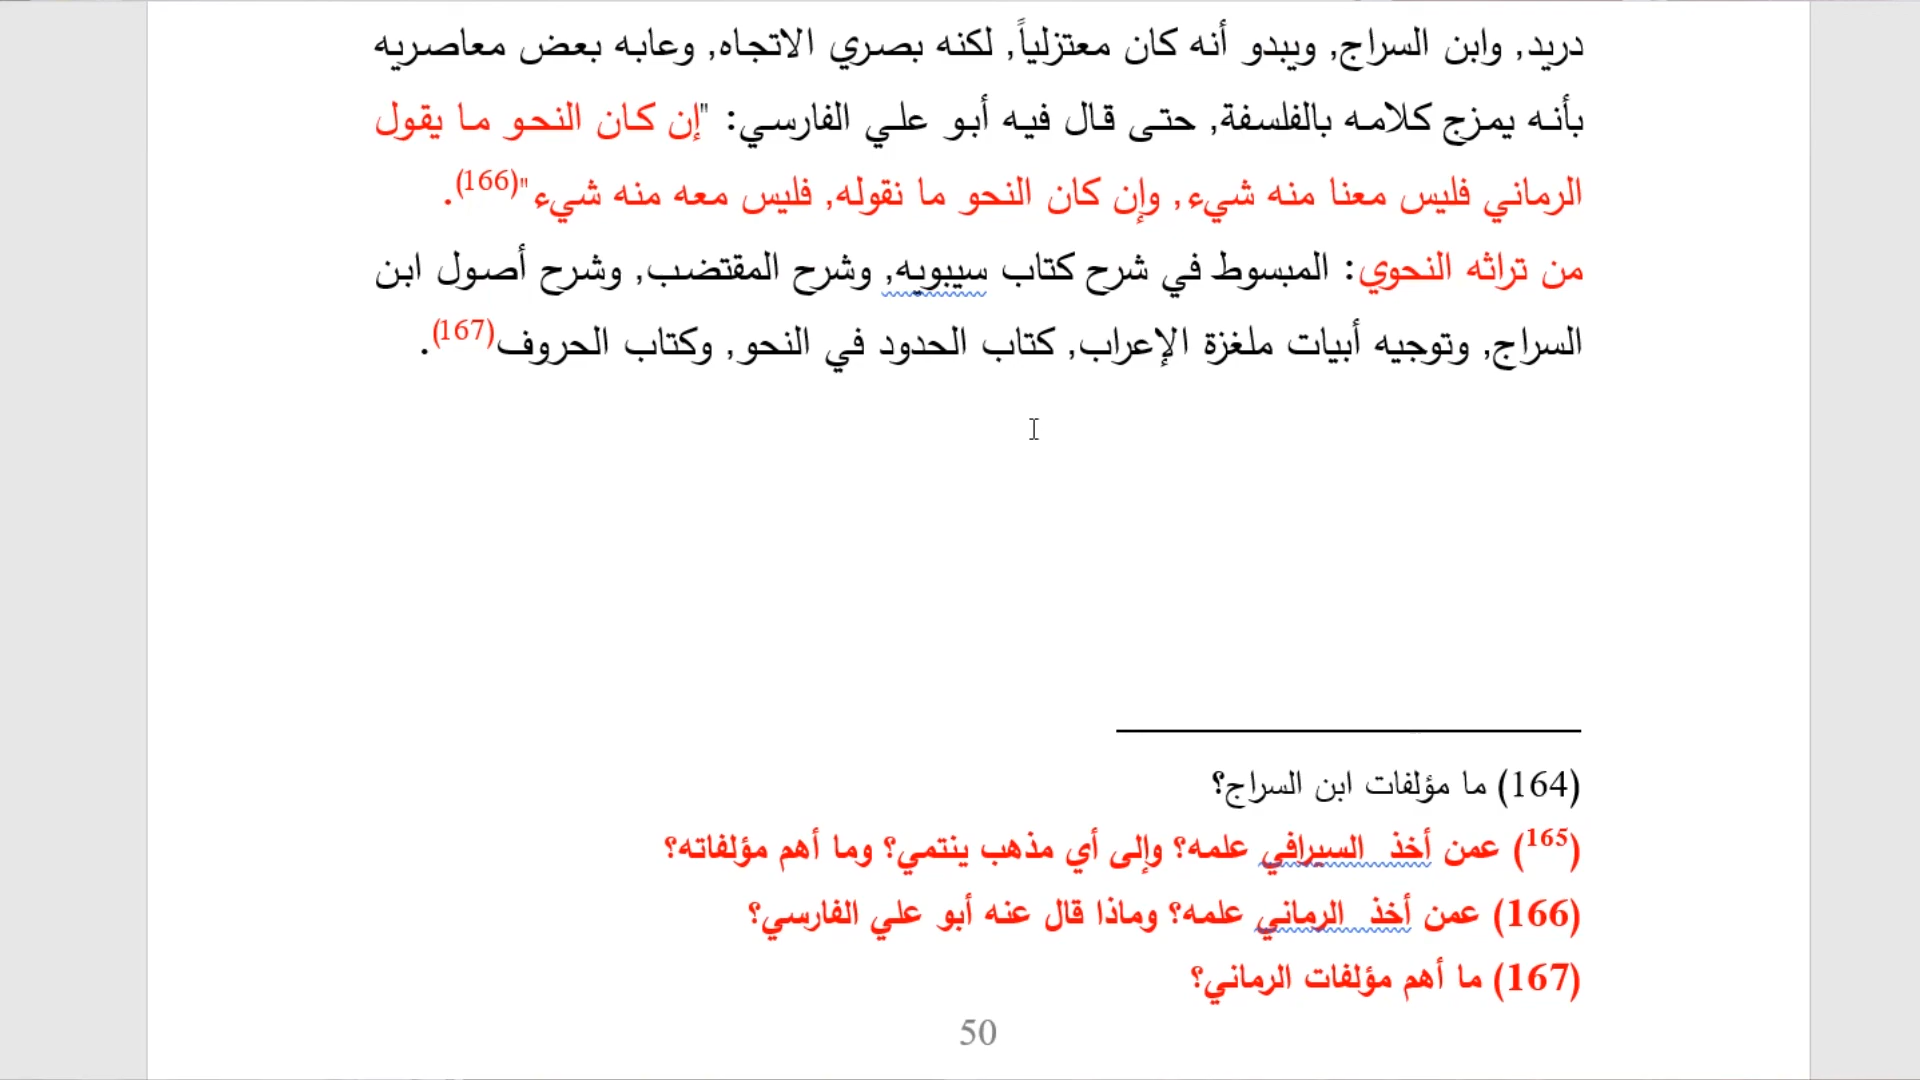 دريد, وابن السراج, ويبدو أنه كان معتزلياً, لكنه بصري الاتجاه, وعابه بعض معاصريه
بأنه يمزج كلامه بالفلسفة, حتى قال فيه أبو علي الفارسي: "إن كان النحو ما يقول
الرماني فليس معنا منه شيء, وإن كان النحو ما نقوله, فليس معه منه شيء"(166).
من تراثه النحوي: المبسوط في شرح كتاب سيبويه, وشرح المقتضب, وشرح أصول ابن
السراج, وتوجيه أبيات ملغزة الإعراب, كتاب الحدود في النحو, وكتاب الحروف(167).
(164) ما مؤلفات ابن السراج؟
(165) عمن أخذ السيرافي علمه؟ وإلى أي مذهب ينتمي؟ وما أهم مؤلفاته؟
(166) عمن أخذ الرماني علمه؟ وماذا قال عنه أبو علي الفارسي؟
(167) ما أهم مؤلفات الرماني؟
50